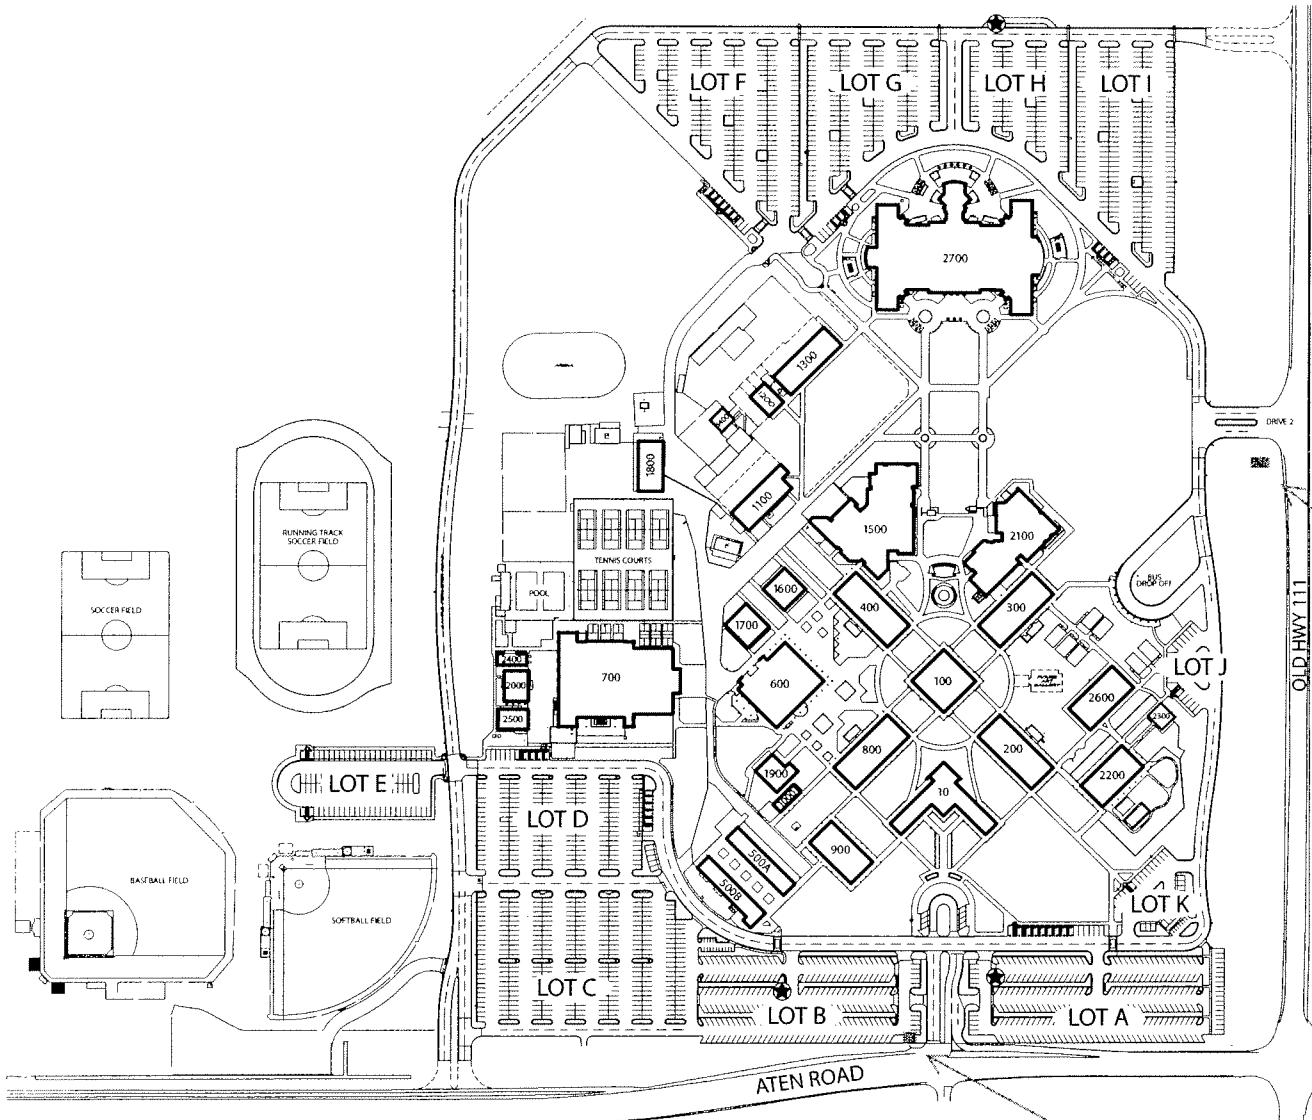 LOT F
LOT G
LOT H
LOT I
2700
1300
1200
DRIVE 2
1800
1100
1500
2100
RUNNING TRACK
SOCCER FIELD
TENNIS COURTS
BUS
DROP OFF
OLD HWY 111
POOL
1600
400
300
SOCCER FIELD
1700
2400
700
600
100
LOT J
2000
2600
2500
2300
800
200
1900
2200
LOT E
10
1000
LOT D
900
500A
500B
BASEBALL FIELD
SOFTBALL FIELD
LOT K
LOT C
LOT B
LOT A
ATEN ROAD